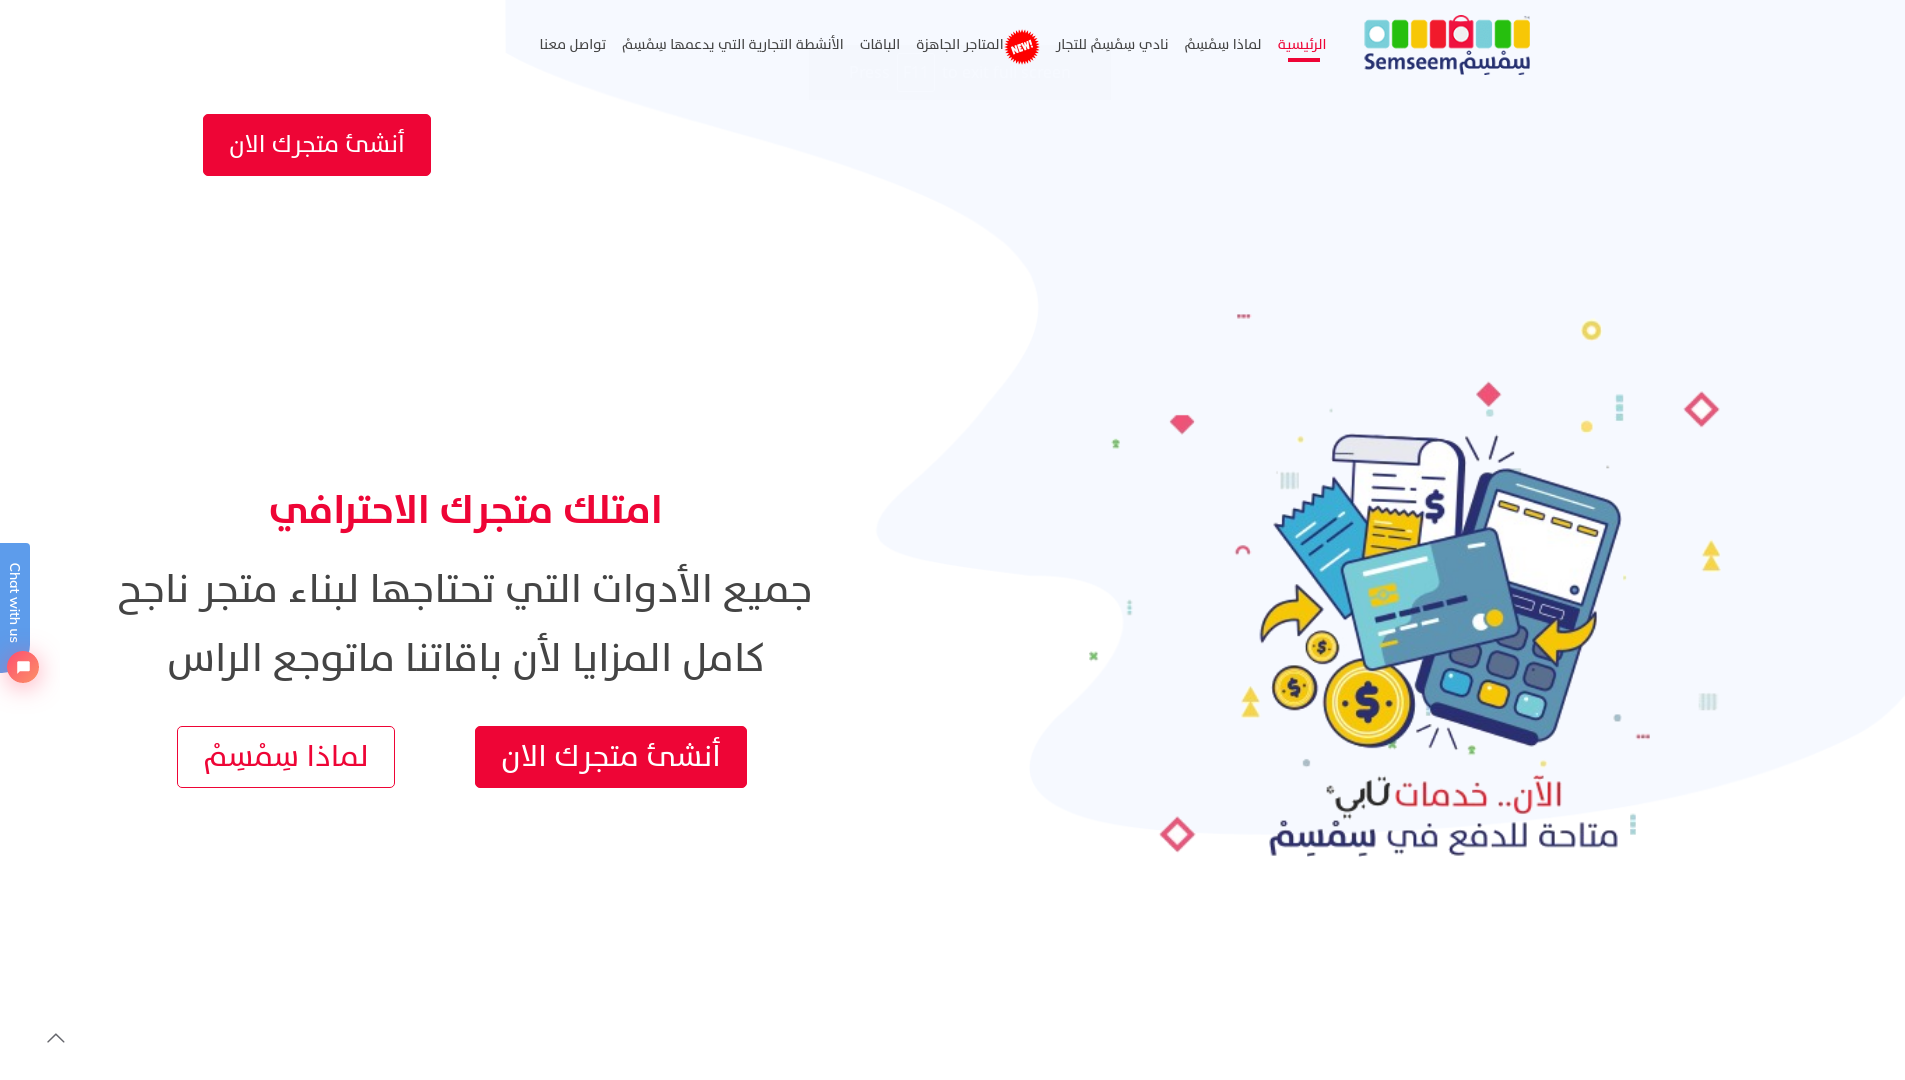 Semseem سِمْسِمْ
الرئيسية
لماذا سِمْسِمْ
نادي سِمْسِمْ للتجار
NEW!
المتاجر الجاهزة
الباقات
الأنشطة التجارية التي يدعمها سِمْسِمْ
تواصل معنا
أنشئ متجرك الان
امتلك متجرك الاحترافي
جميع الأدوات التي تحتاجها لبناء متجر ناجح
كامل المزايا لأن باقاتنا ماتوجع الراس
أنشئ متجرك الان
لماذا سِمْسِمْ
الآن.. خدمات تابي
متاحة للدفع في سِمْسِمْ
Chat with us